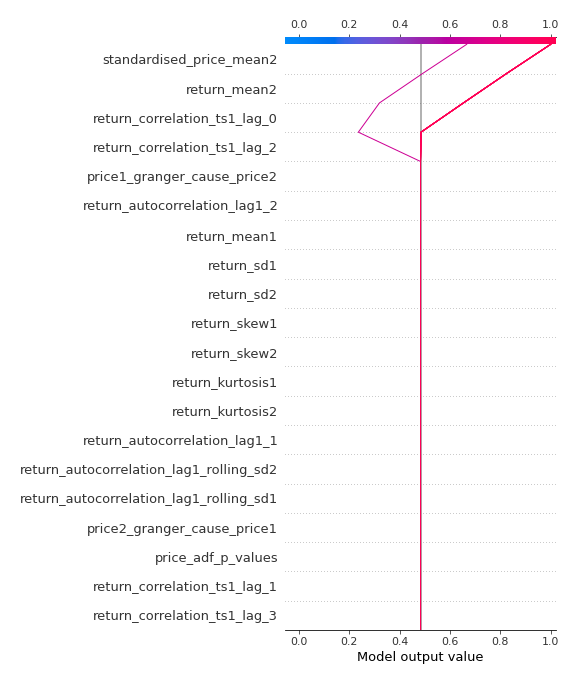 0.0 0.2 0.4 0.6 0.8 1.0
standardised_price_mean2
return_mean2
return_correlation_ts1_lag_0
return_correlation_ts1_lag_2
price1_granger_cause_price2
return_autocorrelation_lag1_2
return_mean1
return_sd1
return_sd2
return_skew1
return_skew2
return_kurtosis1
return_kurtosis2
return_autocorrelation_lag1_1
return_autocorrelation_lag1_rolling_sd2
return_autocorrelation_lag1_rolling_sd1
price2_granger_cause_price1
price_adf_p_values
return_correlation_ts1_lag_1
return_correlation_ts1_lag_3
0.0 0.2 0.4 0.6 0.8 1.0
Model output value